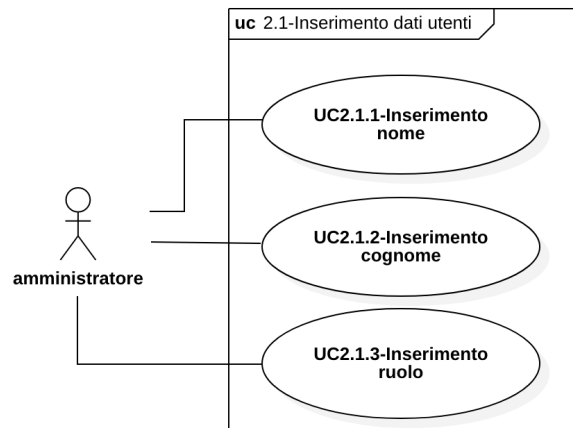 uc 2.1-Inserimento dati utenti
UC2.1.1-Inserimento
nome
UC2.1.2-Inserimento
cognome
amministratore
UC2.1.3-Inserimento
ruolo